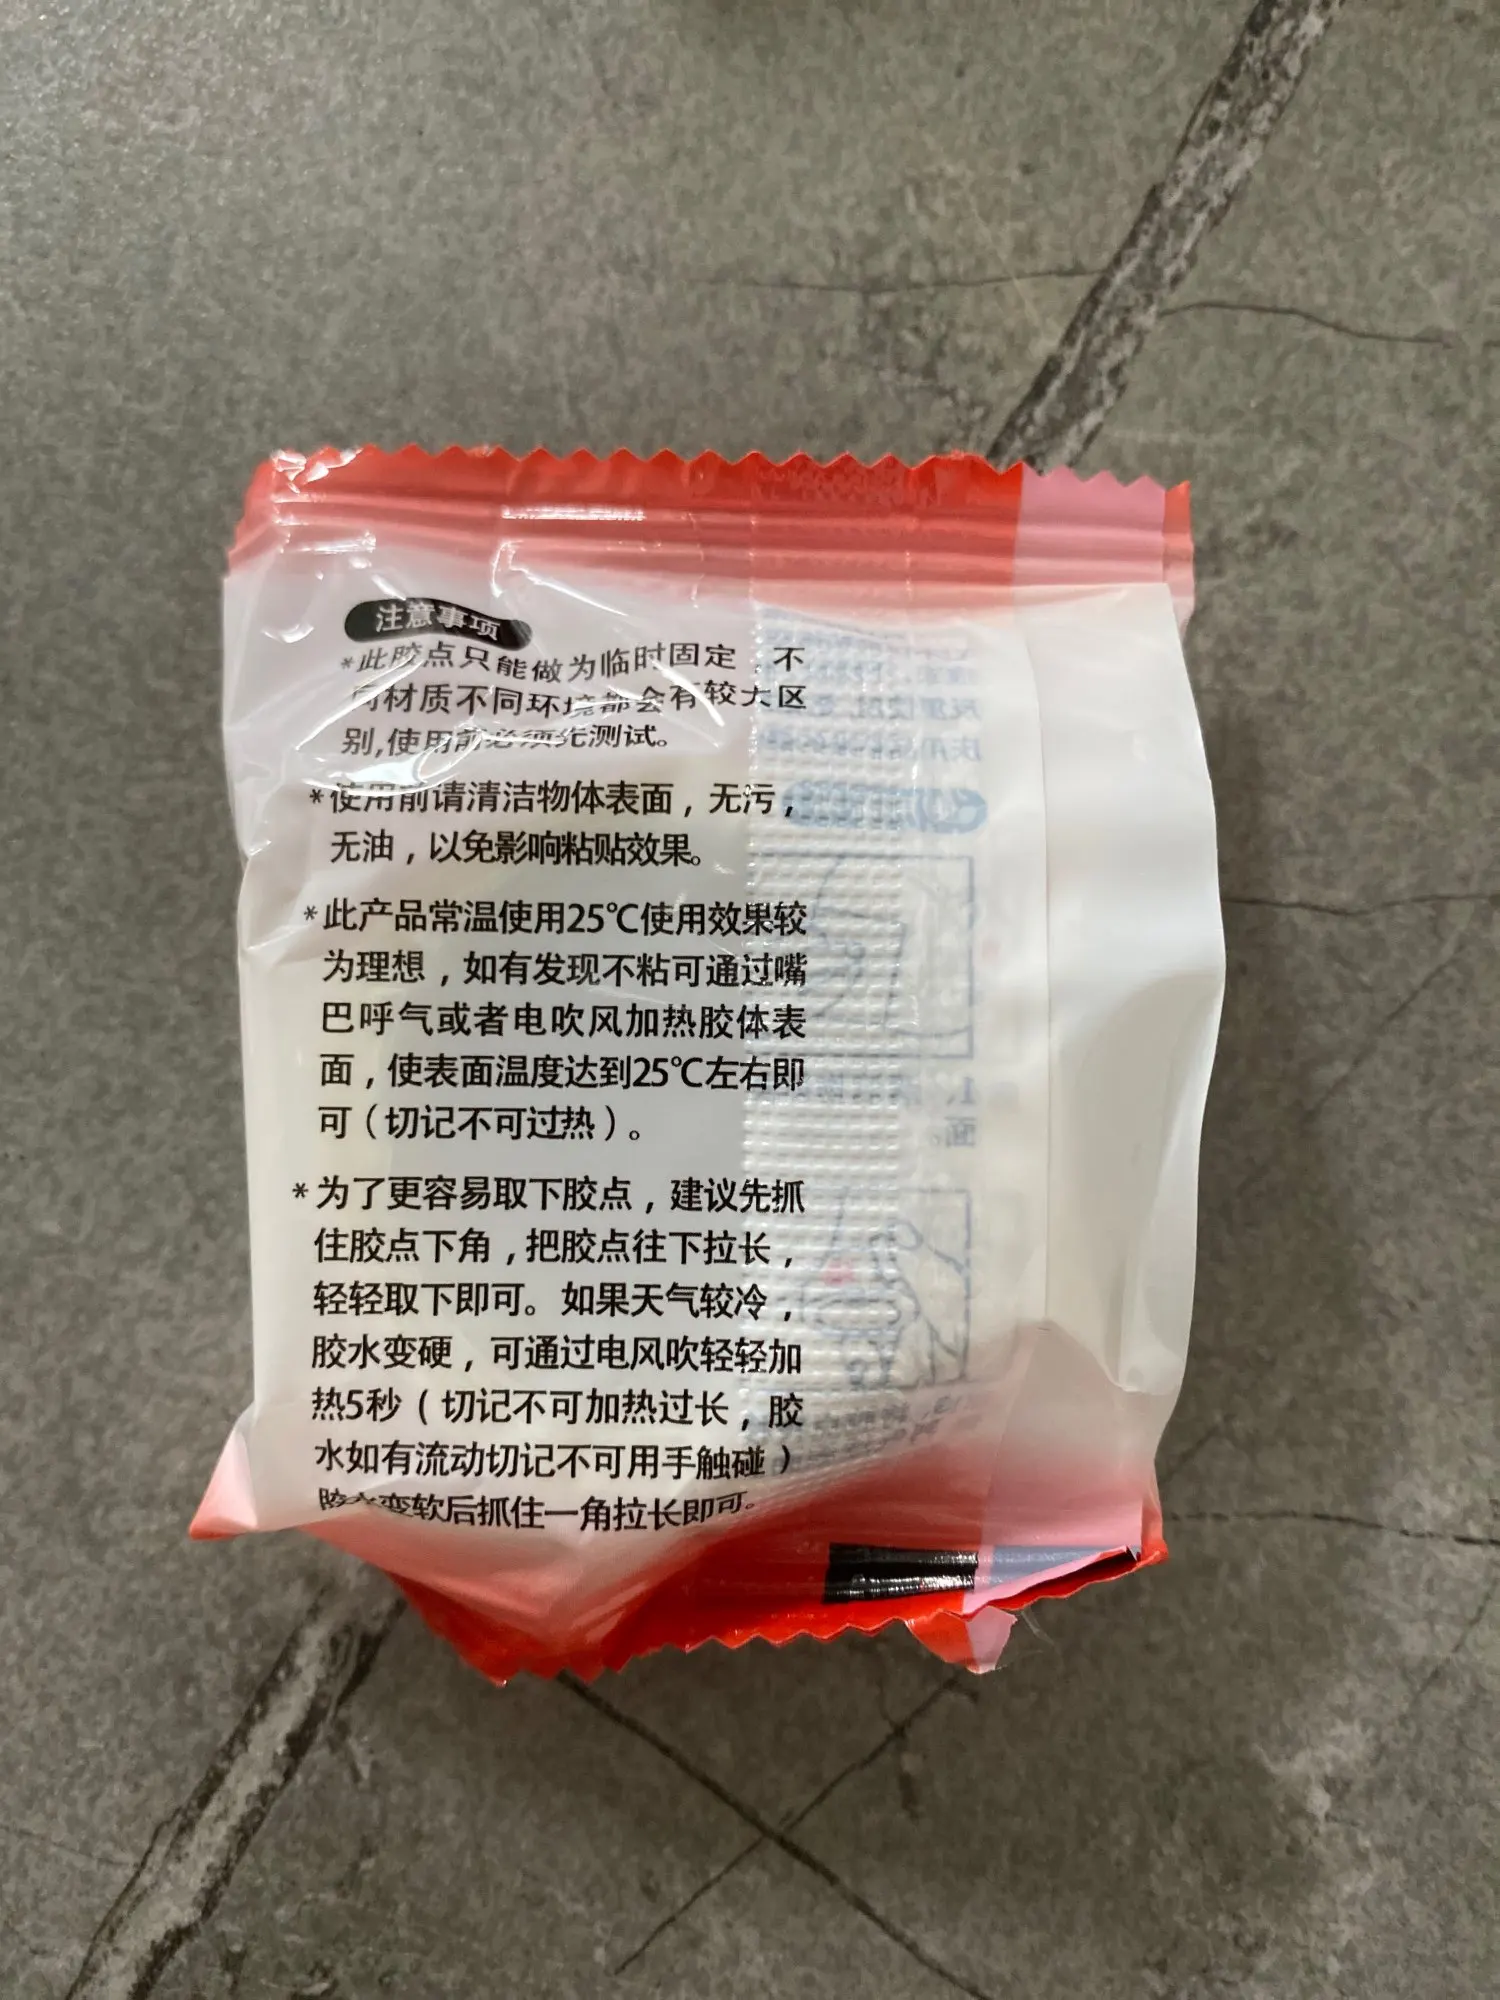 注意事项
*此胶点只能做为临时固定,不
同材质不同环境都会有较大区
别,使用前必须先测试。
*使用前请清洁物体表面,无污,
无油,以免影响粘贴效果。
*此产品常温使用25℃使用效果较
为理想,如有发现不粘可通过嘴
巴呼气或者电吹风加热胶体表
面,使表面温度达到25℃左右即
可(切记不可过热)。
*为了更容易取下胶点,建议先抓
住胶点下角,把胶点往下拉长,
轻轻取下即可。如果天气较冷,
胶水变硬,可通过电风吹轻轻加
热5秒(切记不可加热过长,胶
水如有流动切记不可用手触碰)
胶水变软后抓住一角拉长即可。